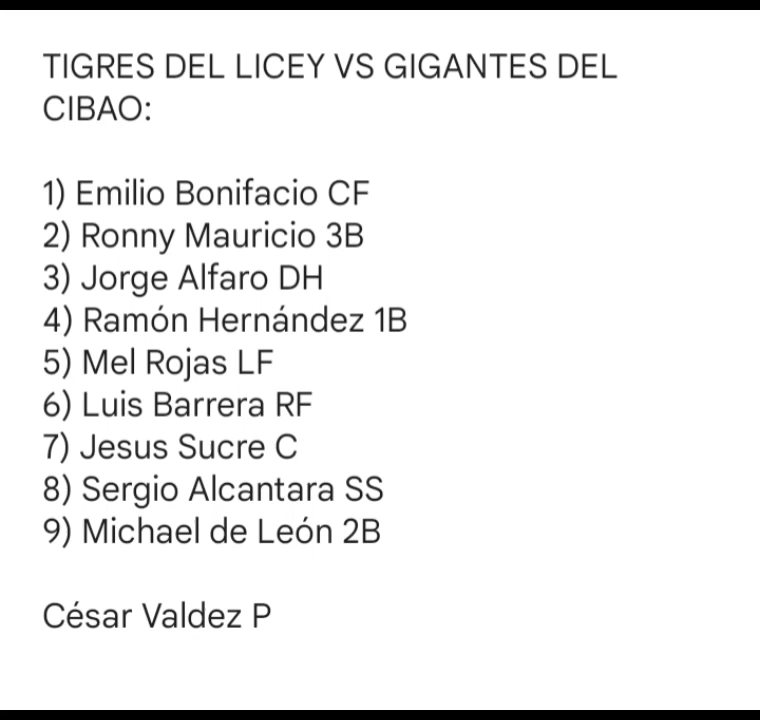 TIGRES DEL LICEY VS GIGANTES DEL
CIBAO:
1) Emilio Bonifacio CF
2) Ronny Mauricio 3B
3) Jorge Alfaro DH
4) Ramón Hernández 1B
5) Mel Rojas LF
6) Luis Barrera RF
7) Jesus Sucre C
8) Sergio Alcantara SS
9) Michael de León 2B
César Valdez P